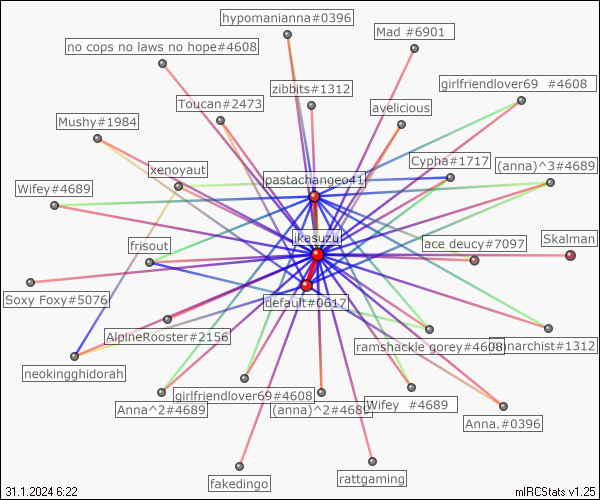 hypomanianna#0396
Mad #6901
no cops no laws no hope#4608
zibbits#1312
girlfriendlover69 #4608
Toucan#2473
avelicious
Mushy#1984
Cypha#1717
(anna)^3#4689
xenoyaut
pastachangeo41
Wifey#4689
jkasuzu
frisout
ace deucy#7097
Skalman
Soxy Foxy#5076
default#0617
AlpineRooster#2156
ramshackle gorey#4608
narchist#1312
neokingghidorah
girlfriendlover69#4608
Anna^2#4689
(anna)^2#4689
Wifey #4689
Anna.#0396
fakedingo
rattgaming
31.1.2024 6:22
mIRCStats v1.25